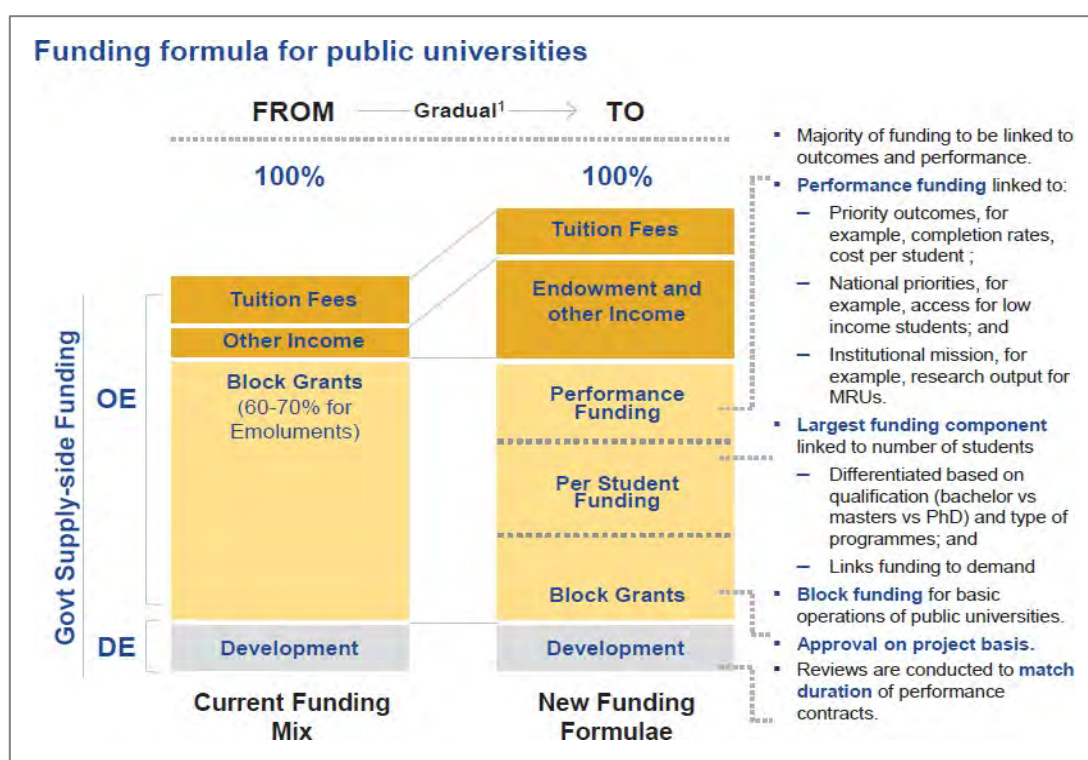 Funding formula for public universities
FROM
Gradual¹
TO
100%
100%
Tuition Fees
Other Income
Block Grants
(60-70% for
Emoluments)
Development
Tuition Fees
Endowment and
other Income
Performance
Funding
Per Student
Funding
Block Grants
Development
Govt Supply-side Funding
OE
DE
Current Funding
Mix
New Funding
Formulae
▪ Majority of funding to be linked to
outcomes and performance.
▪ Performance funding linked to:
– Priority outcomes, for
example, completion rates,
cost per student ;
– National priorities, for
example, access for low
income students; and
– Institutional mission, for
example, research output for
MRUs.
▪ Largest funding component
linked to number of students
– Differentiated based on
qualification (bachelor vs
masters vs PhD) and type of
programmes; and
– Links funding to demand
▪ Block funding for basic
operations of public universities.
▪ Approval on project basis.
▪ Reviews are conducted to match
duration of performance
contracts.